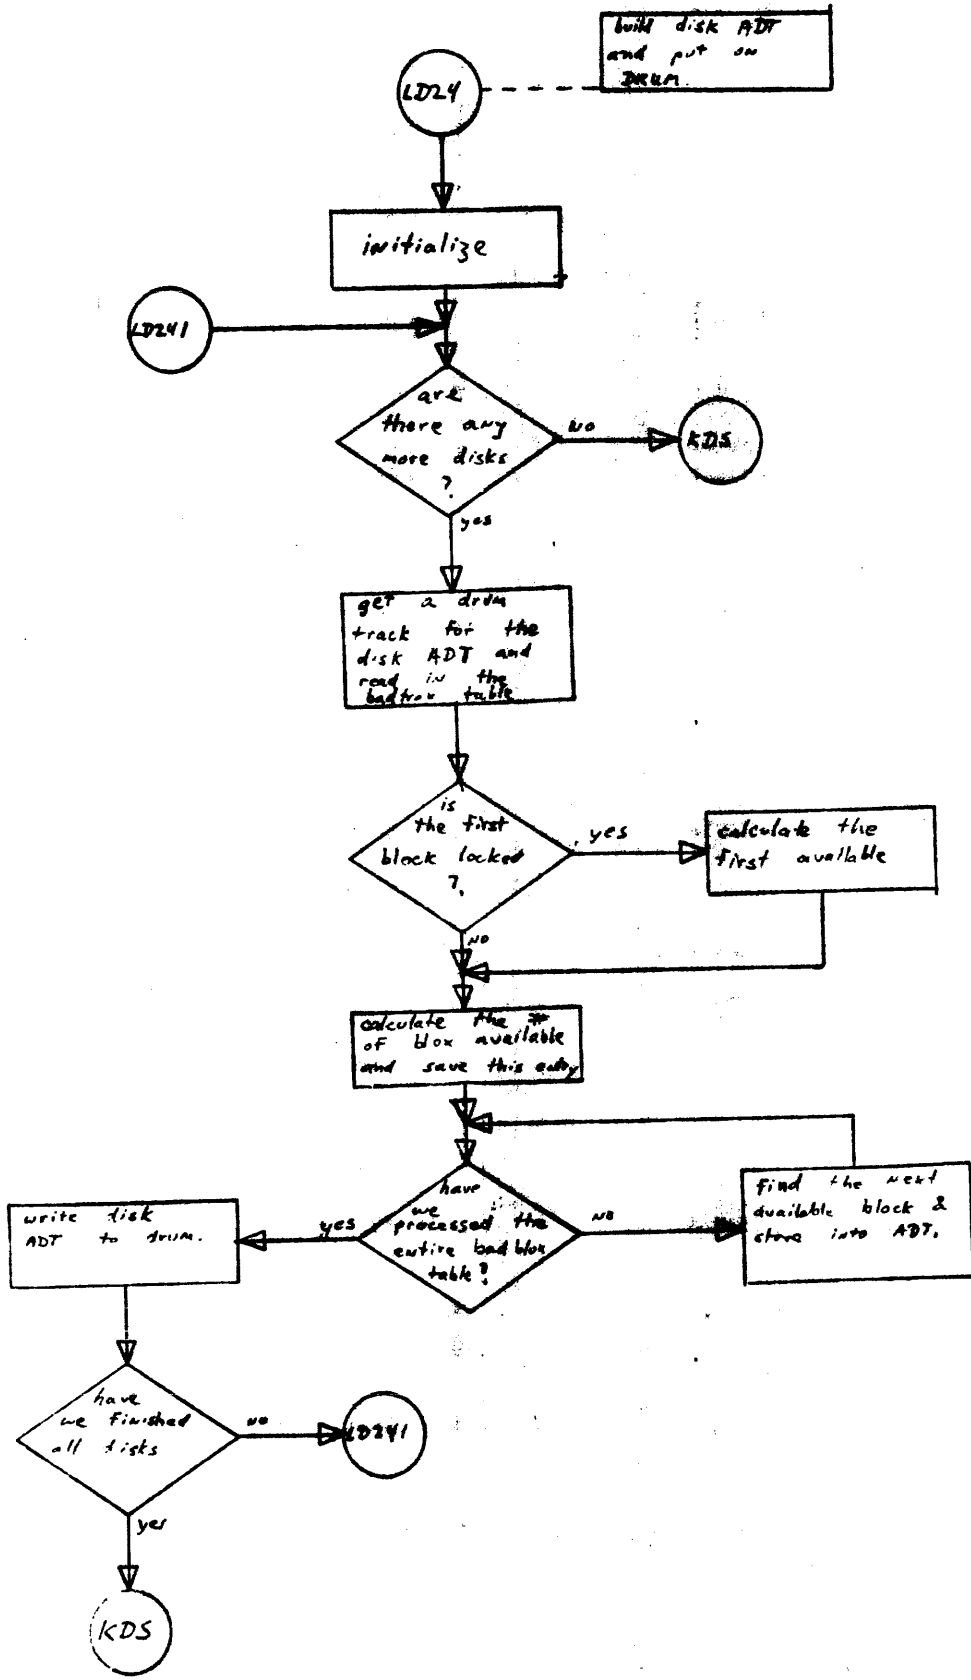 build disk ADT
and put on
DRUM.
LD24
initialize
LD241
are
there any
more disks
?
NO
KDS
yes
get a drum
track for the
disk ADT and
read in the
badtrax table
is
the first
block locked
?
yes
calculate the
first available
NO
calculate the #
of blox available
and save this entry
have
we
processed the
entire bad blox
table?
NO
find the next
available block &
store into ADT.
yes
write disk
ADT to drum.
have
we finished
all disks
NO
LD241
yes
KDS